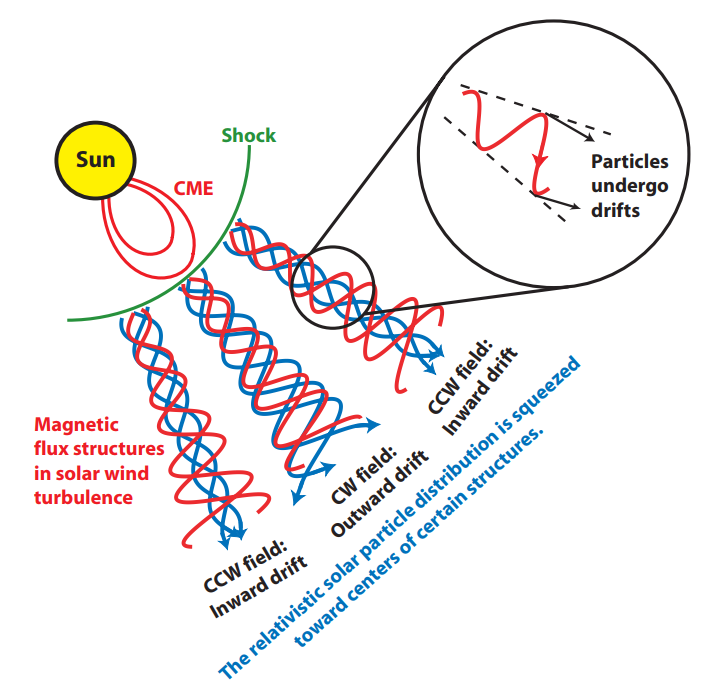 Sun
CME
Shock
Particles
undergo
drifts
Magnetic
flux structures
in solar wind
turbulence
CCW field:
Inward drift
CW field:
Outward drift
CCW field:
Inward drift
The relativistic solar particle distribution is squeezed
toward centers of certain structures.